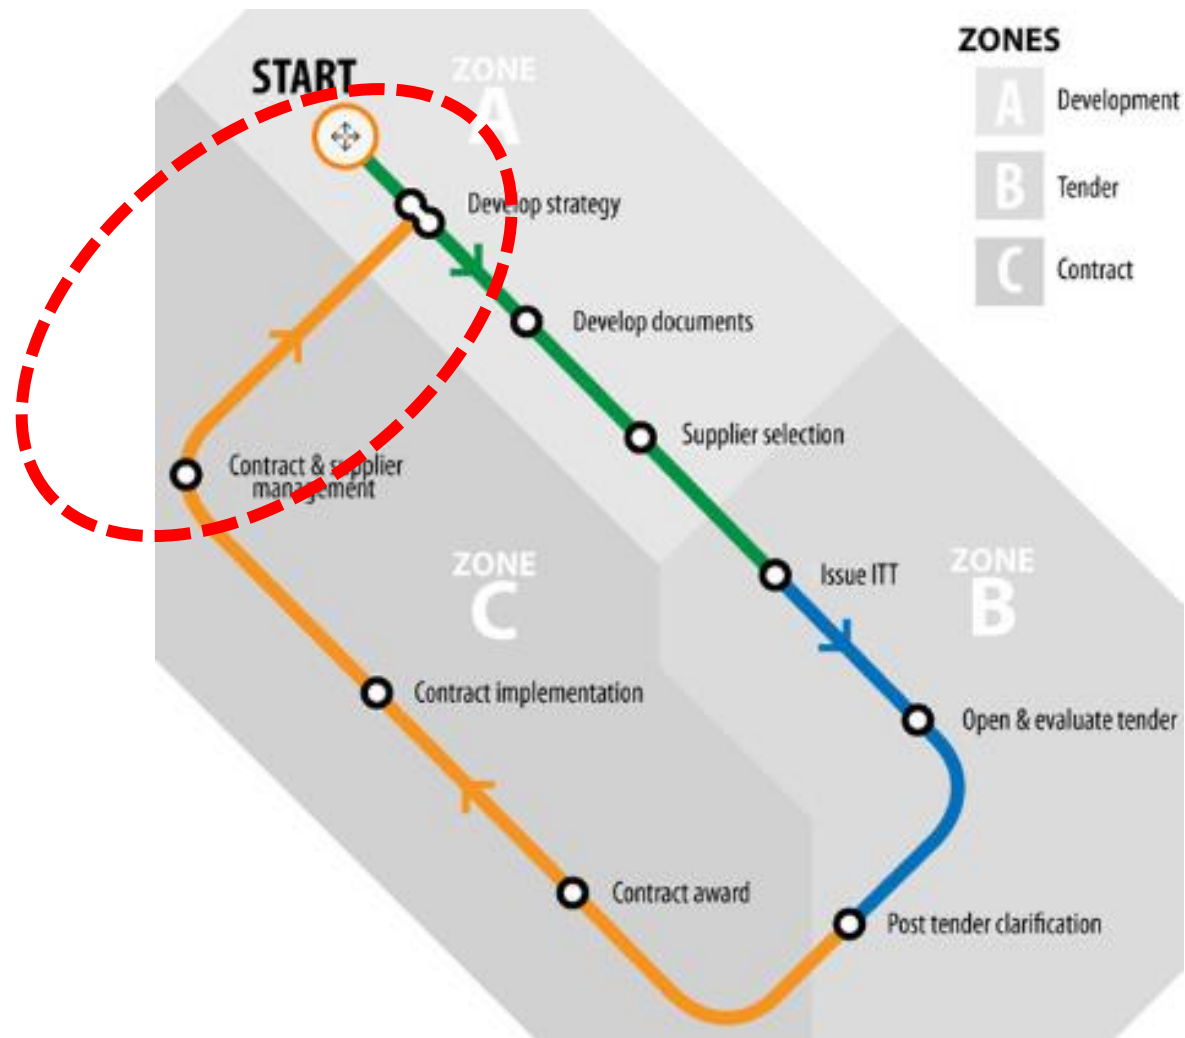 START
ZONE
A
Develop strategy
Develop documents
Supplier selection
Issue ITT
ZONE
B
Open & evaluate tender
Post tender clarification
Contract award
Contract implementation
ZONE
C
Contract & supplier
management
ZONES
A Development
B Tender
C Contract